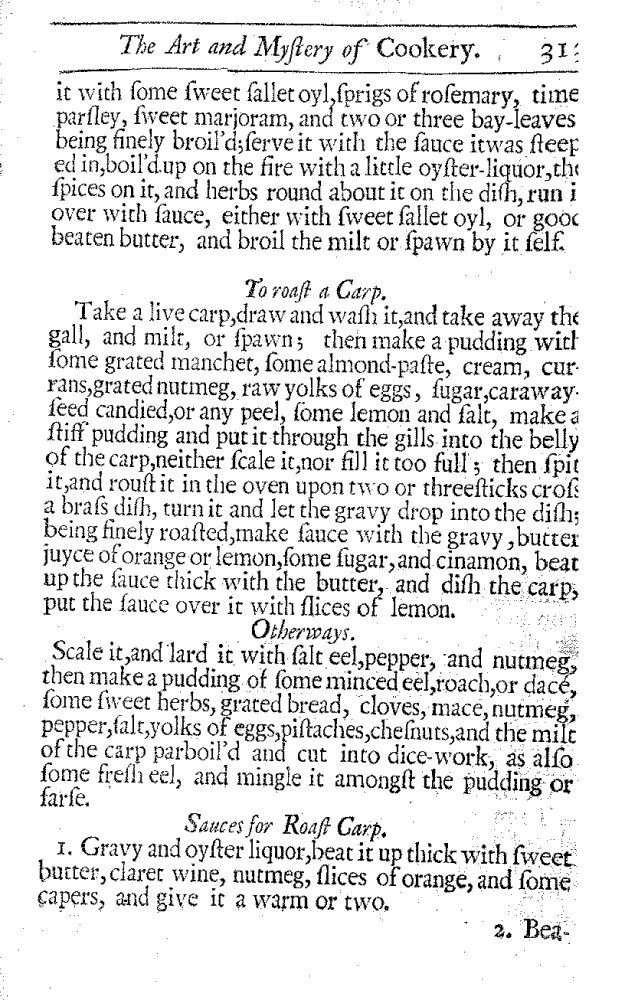 The Art and Myſtery of Cookery. 31
it with ſome ſweet ſallet oyl, ſprigs of roſemary, time
parſley, ſweet marjoram, and two or three bay-leaves
being finely broil'd; ſerve it with the ſauce it was ſteep
ed in, boil'd up on the fire with a little oyſter-liquor, the
ſpices on it, and herbs round about it on the diſh, run i
over with ſauce, either with ſweet ſallet oyl, or good
beaten butter, and broil the milt or ſpawn by it ſelf.
To roaſt a Carp.
Take a live carp, draw and waſh it, and take away the
gall, and milt, or ſpawn; then make a pudding with
ſome grated manchet, ſome almond-paſte, cream, cur-
rans, grated nutmeg, raw yolks of eggs, ſugar, caraway-
ſeed candied, or any peel, ſome lemon and ſalt, make a
ſtiff pudding and put it through the gills into the belly
of the carp, neither ſcale it, nor fill it too full; then ſpit
it, and rouſt it in the oven upon two or three ſticks croſs
a braſs diſh, turn it and let the gravy drop into the diſh;
being finely roaſted, make ſauce with the gravy, butter
juyce of orange or lemon, ſome ſugar, and cinamon, beat
up the ſauce thick with the butter, and diſh the carp,
put the ſauce over it with ſlices of lemon.
Otherways.
Scale it, and lard it with ſalt eel, pepper, and nutmeg,
then make a pudding of ſome minced eel, roach, or dace,
ſome ſweet herbs, grated bread, cloves, mace, nutmeg,
pepper, ſalt, yolks of eggs, piſtaches, cheſnuts, and the milt
of the carp parboil'd and cut into dice-work, as alſo
ſome freſh eel, and mingle it amongſt the pudding or
farſe.
Sauces for Roaſt Carp.
1. Gravy and oyſter liquor, beat it up thick with ſweet
butter, claret wine, nutmeg, ſlices of orange, and ſome
capers, and give it a warm or two.
2. Bea-